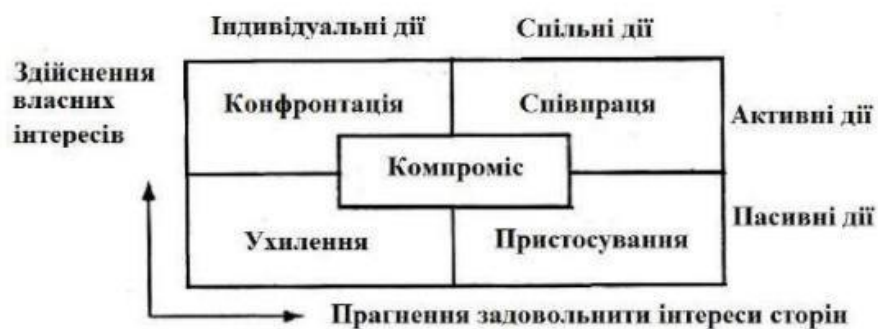 Індивідуальні дії Спільні дії
Здійснення
власних
інтересів
Конфронтація Співпраця
Активні дії
Компроміс
Пасивні дії
Ухилення Пристосування
Прагнення задовольнити інтереси сторін